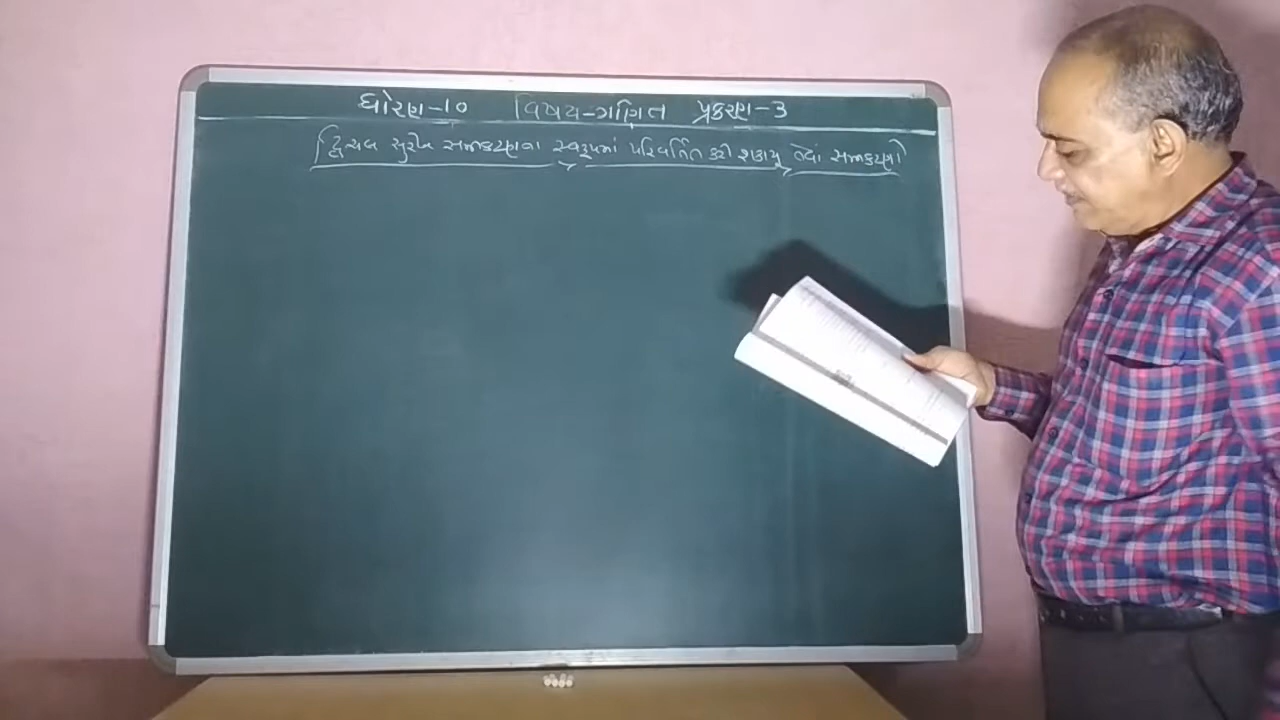 ધોરણ-10 વિષય-ગણિત પ્રકરણ-3
દ્વિચલ સુરેખ સમીકરણના સ્વરૂપમાં પરિવર્તિત કરી શકાય તેવાં સમીકરણો